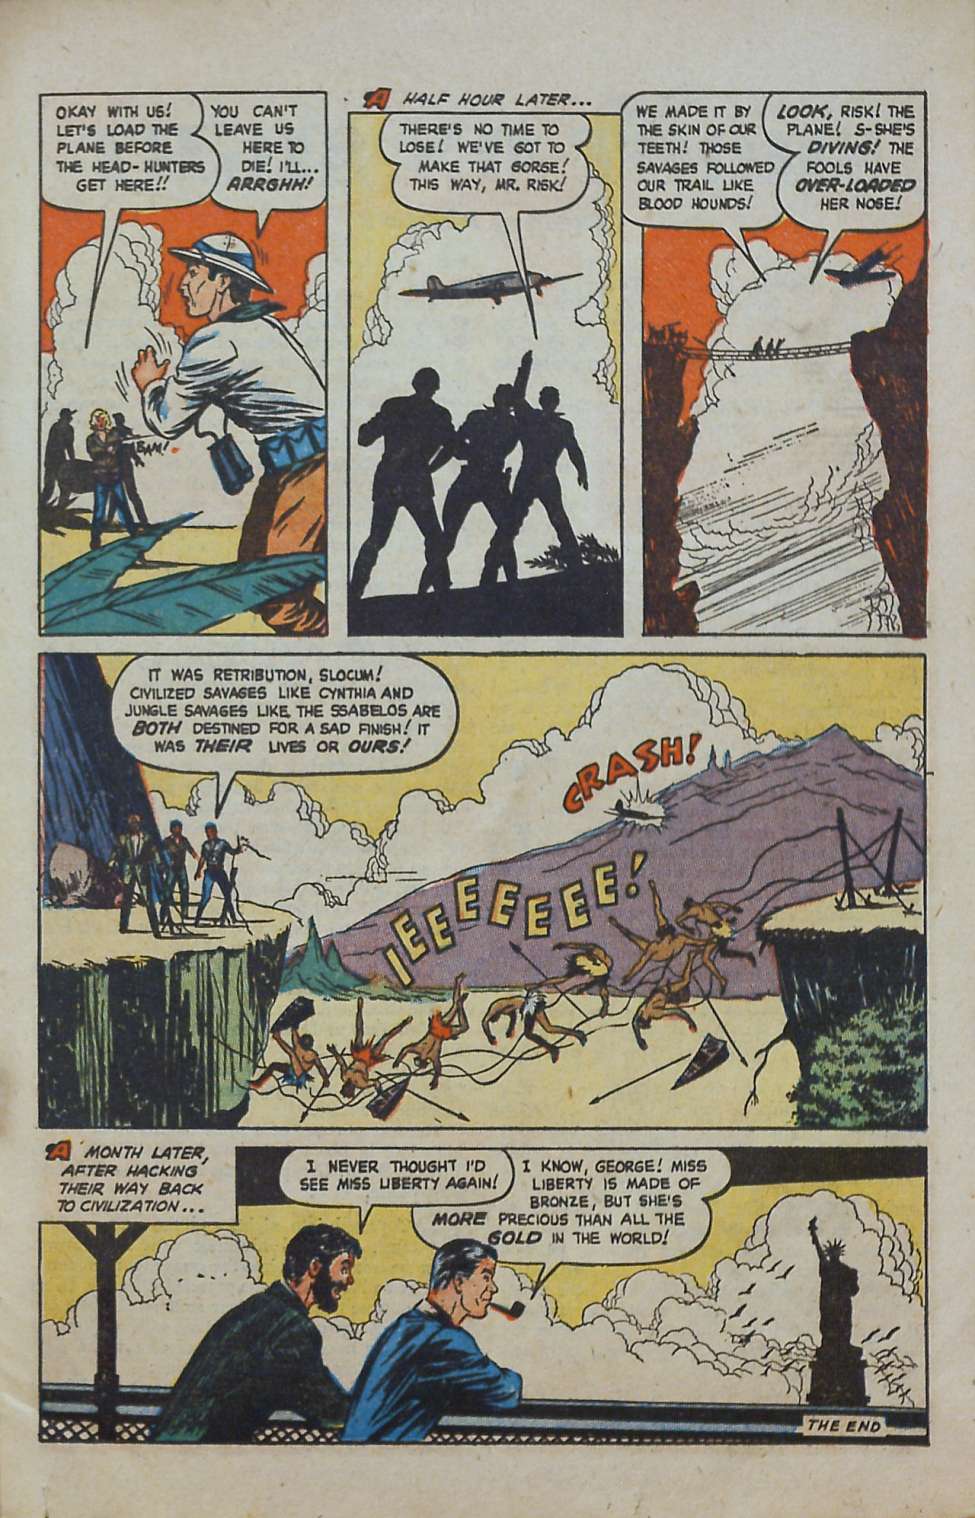 OKAY WITH US!
LET'S LOAD THE
PLANE BEFORE
THE HEAD-HUNTERS
GET HERE!!
YOU CAN'T
LEAVE US
HERE TO
DIE! I'LL...
ARRGHH!
BAM!
A HALF HOUR LATER...
THERE'S NO TIME TO
LOSE! WE'VE GOT TO
MAKE THAT GORGE!
THIS WAY, MR. RISK!
WE MADE IT BY
THE SKIN OF OUR
TEETH! THOSE
SAVAGES FOLLOWED
OUR TRAIL LIKE
BLOOD HOUNDS!
LOOK, RISK! THE
PLANE! S-SHE'S
DIVING! THE
FOOLS HAVE
OVER-LOADED
HER NOSE!
IT WAS RETRIBUTION, SLOCUM!
CIVILIZED SAVAGES LIKE CYNTHIA AND
JUNGLE SAVAGES LIKE THE SSABELOS ARE
BOTH DESTINED FOR A SAD FINISH! IT
WAS THEIR LIVES OR OURS!
CRASH!
IEEEEEEE!
A MONTH LATER,
AFTER HACKING
THEIR WAY BACK
TO CIVILIZATION...
I NEVER THOUGHT I'D
SEE MISS LIBERTY AGAIN!
I KNOW, GEORGE! MISS
LIBERTY IS MADE OF
BRONZE, BUT SHE'S
MORE PRECIOUS THAN ALL THE
GOLD IN THE WORLD!
THE END